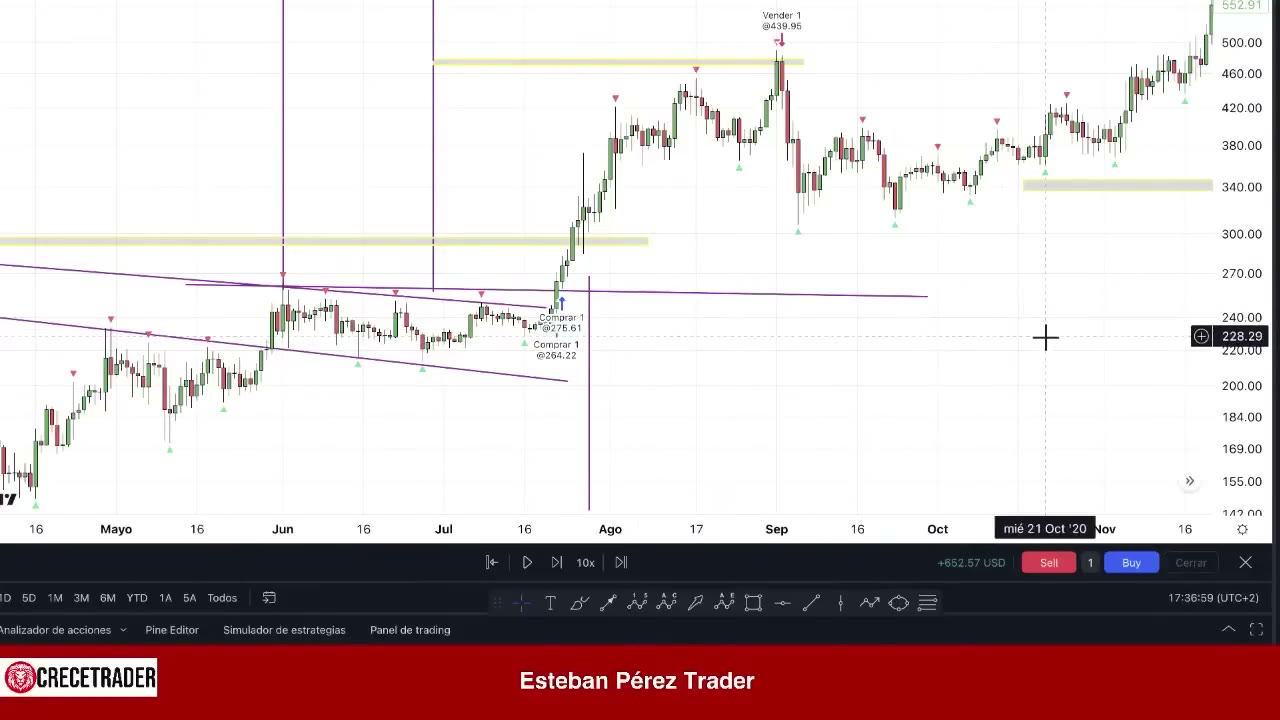 552.91
Vender 1
@439.95
500.00
460.00
420.00
380.00
340.00
300.00
270.00
240.00
Comprar 1
@275.61
228.29
220.00
Comprar 1
@264.22
200.00
184.00
169.00
155.00
142.00
16 Mayo 16 Jun 16 Jul 16 Ago 17 Sep 16 Oct mié 21 Oct '20 Nov 16
10x +652.57 USD Sell 1 Buy Cerrar
1D 5D 1M 3M 6M YTD 1A 5A Todos 17:36:59 (UTC+2)
Analizador de acciones Pine Editor Simulador de estrategias Panel de trading
CRECETRADER
Esteban Pérez Trader